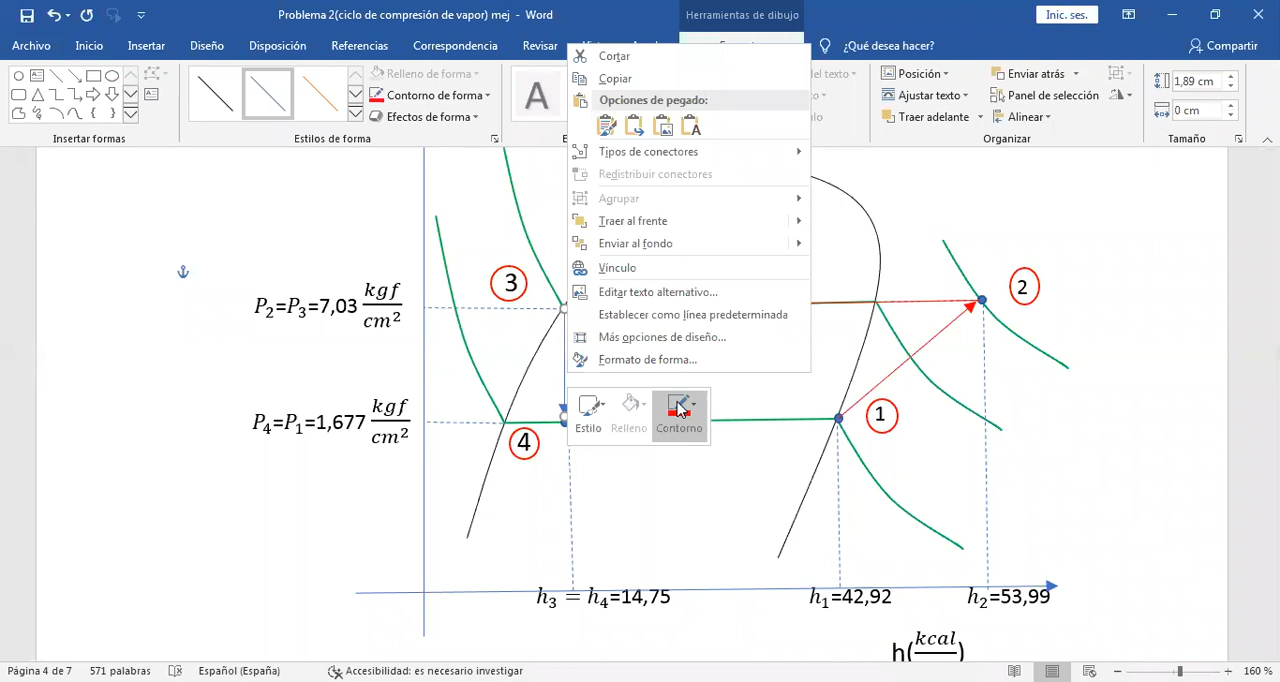 Problema 2(ciclo de compresión de vapor) mej - Word
Herramientas de dibujo
Inic. ses.
Archivo Inicio Insertar Diseño Disposición Referencias Correspondencia Revisar
¿Qué desea hacer?
Compartir
Relleno de forma
Contorno de forma
Efectos de forma
A
Posición
Ajustar texto
Traer adelante
Enviar atrás
Panel de selección
Alinear
1,89 cm
0 cm
Insertar formas
Estilos de forma
Organizar
Tamaño
Cortar
Copiar
Opciones de pegado:
Tipos de conectores
Redistribuir conectores
Agrupar
Traer al frente
Enviar al fondo
Vínculo
Editar texto alternativo...
Establecer como línea predeterminada
Más opciones de diseño...
Formato de forma...
Estilo Relleno Contorno
3
2
P₂=P₃=7,03 kgf/cm²
1
P₄=P₁=1,677 kgf/cm²
4
h₃ = h₄=14,75
h₁=42,92
h₂=53,99
h(kcal)
Página 4 de 7
571 palabras
Español (España)
Accesibilidad: es necesario investigar
160 %